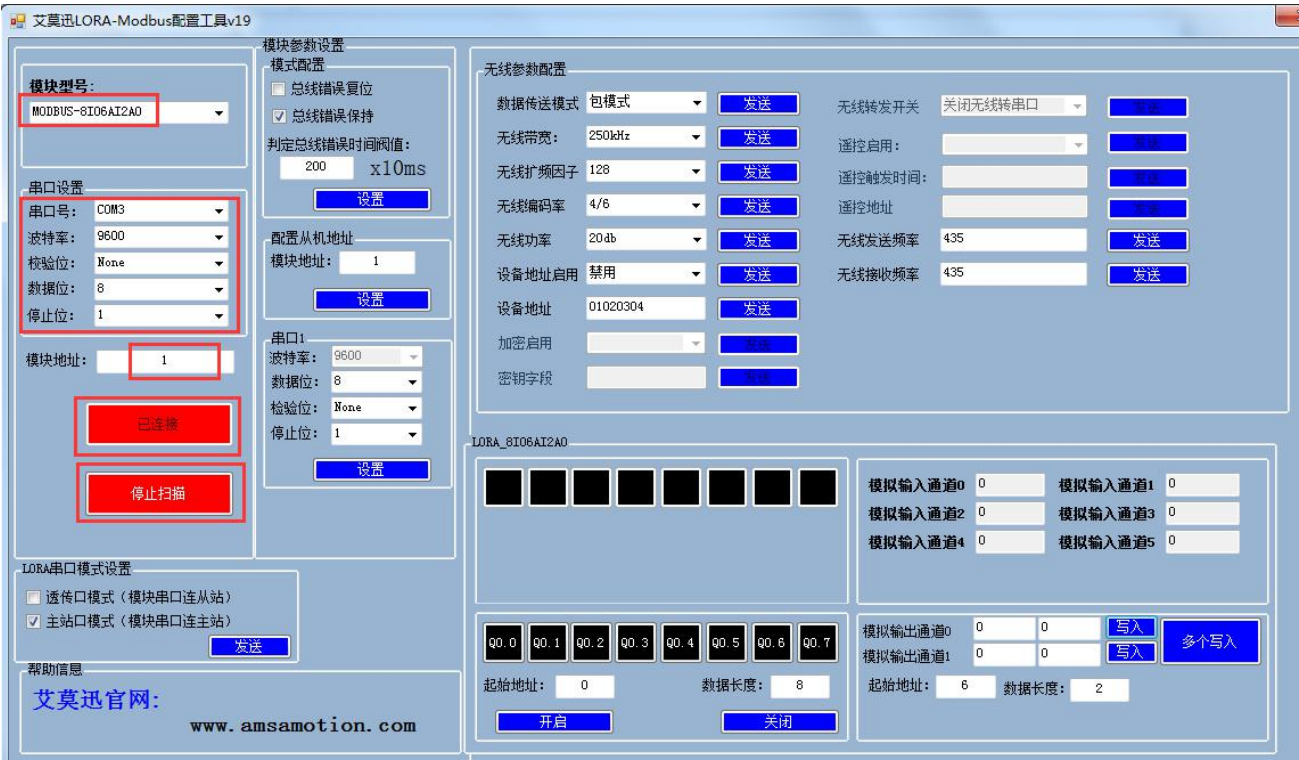 艾莫迅LORA-Modbus配置工具v19
模块型号:
MODBUS-8I06AI2AO
串口设置
串口号: COM3
波特率: 9600
校验位: None
数据位: 8
停止位: 1
模块地址: 1
已连接
停止扫描
LORA串口模式设置
透传口模式（模块串口连从站）
主站口模式（模块串口连主站）
发送
帮助信息
艾莫迅官网:
www.amsamotion.com
模块参数设置
模式配置
总线错误复位
总线错误保持
判定总线错误时间阀值:
200 x10ms
设置
配置从机地址
模块地址: 1
设置
串口1
波特率: 9600
数据位: 8
检验位: None
停止位: 1
设置
无线参数配置
数据传送模式 包模式 发送 无线转发开关 关闭无线转串口 发送
无线带宽: 250kHz 发送 遥控启用: 发送
无线扩频因子 128 发送 遥控触发时间: 发送
无线编码率 4/6 发送 遥控地址 发送
无线功率 20db 发送 无线发送频率 435 发送
设备地址启用 禁用 发送 无线接收频率 435 发送
设备地址 01020304 发送
加密启用 发送
密钥字段 发送
LORA_8I06AI2AO
模拟输入通道0 0 模拟输入通道1 0
模拟输入通道2 0 模拟输入通道3 0
模拟输入通道4 0 模拟输入通道5 0
Q0.0 Q0.1 Q0.2 Q0.3 Q0.4 Q0.5 Q0.6 Q0.7
起始地址: 0 数据长度: 8
开启 关闭
模拟输出通道0 0 0 写入 多个写入
模拟输出通道1 0 0 写入
起始地址: 6 数据长度: 2